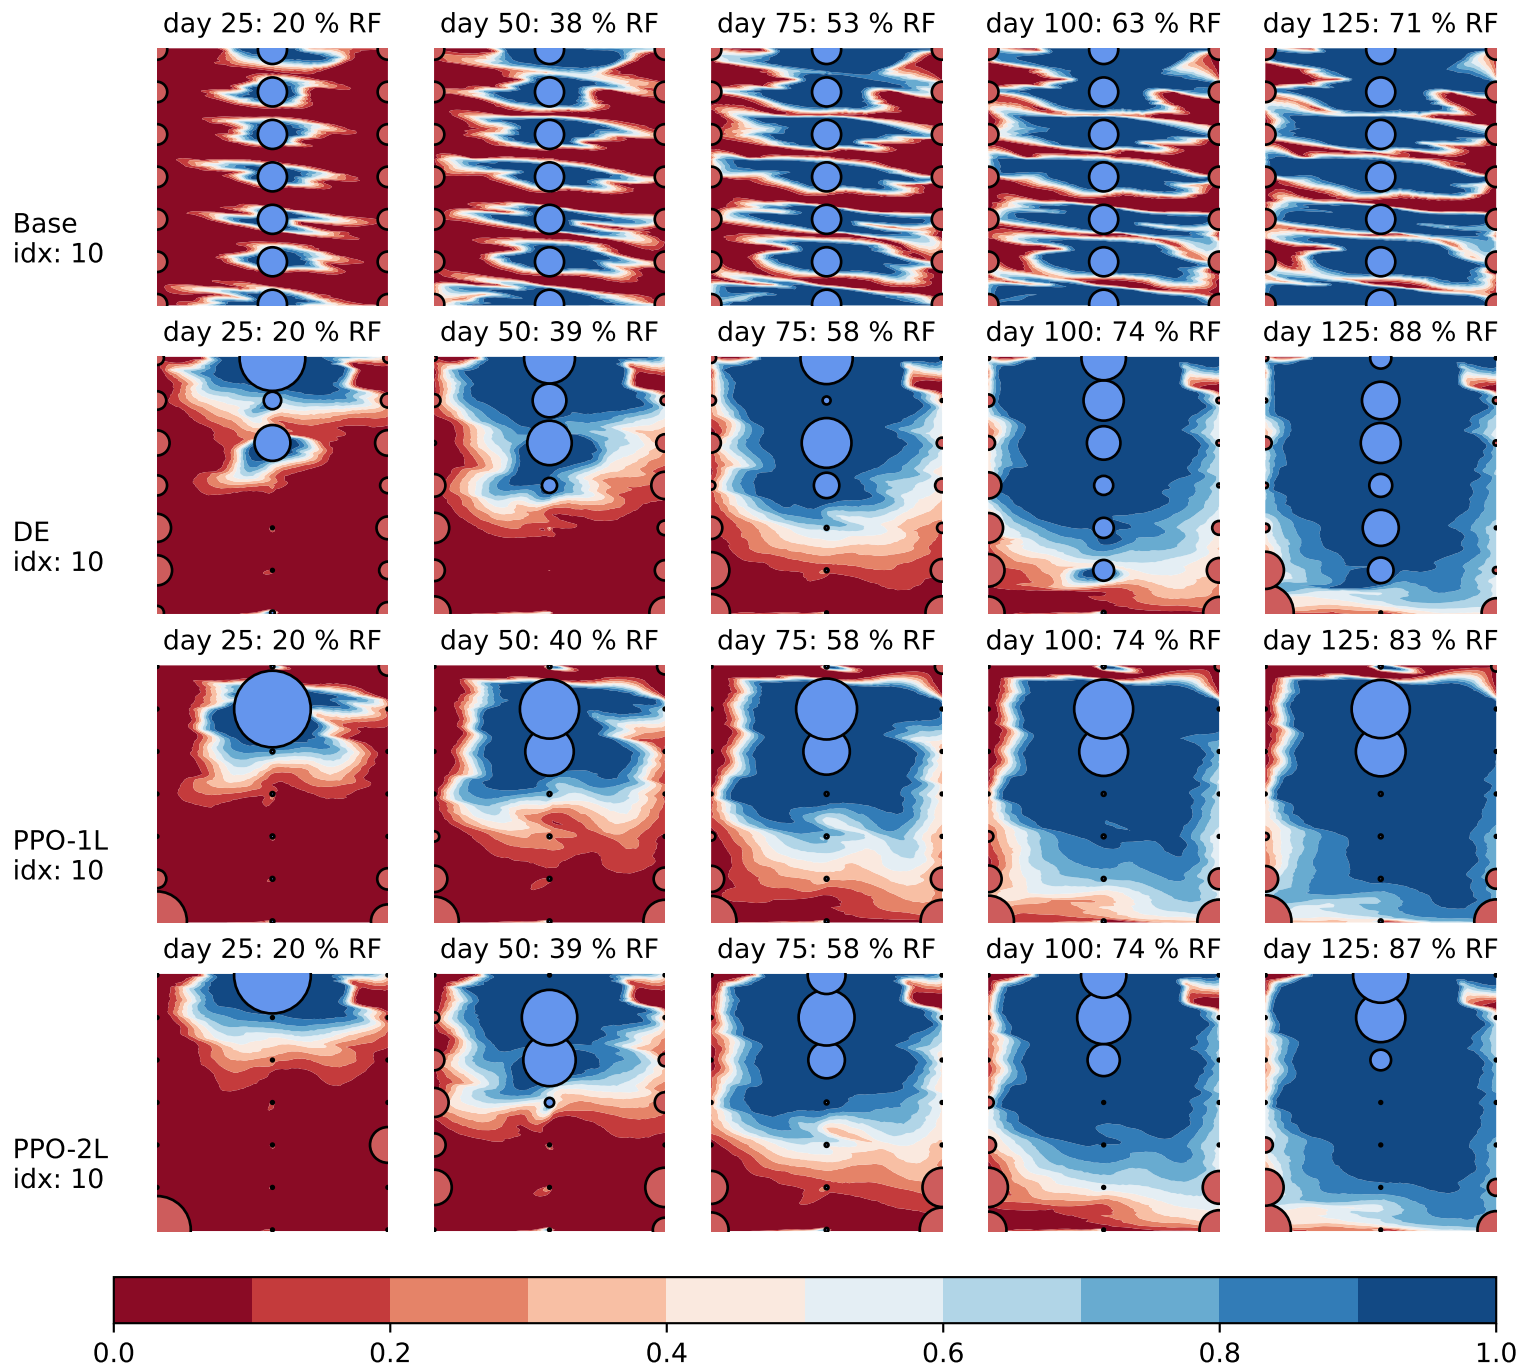 day 25: 20 % RF day 50: 38 % RF day 75: 53 % RF day 100: 63 % RF day 125: 71 % RF
Base
idx: 10
day 25: 20 % RF day 50: 39 % RF day 75: 58 % RF day 100: 74 % RF day 125: 88 % RF
DE
idx: 10
day 25: 20 % RF day 50: 40 % RF day 75: 58 % RF day 100: 74 % RF day 125: 83 % RF
PPO-1L
idx: 10
day 25: 20 % RF day 50: 39 % RF day 75: 58 % RF day 100: 74 % RF day 125: 87 % RF
PPO-2L
idx: 10
0.0 0.2 0.4 0.6 0.8 1.0